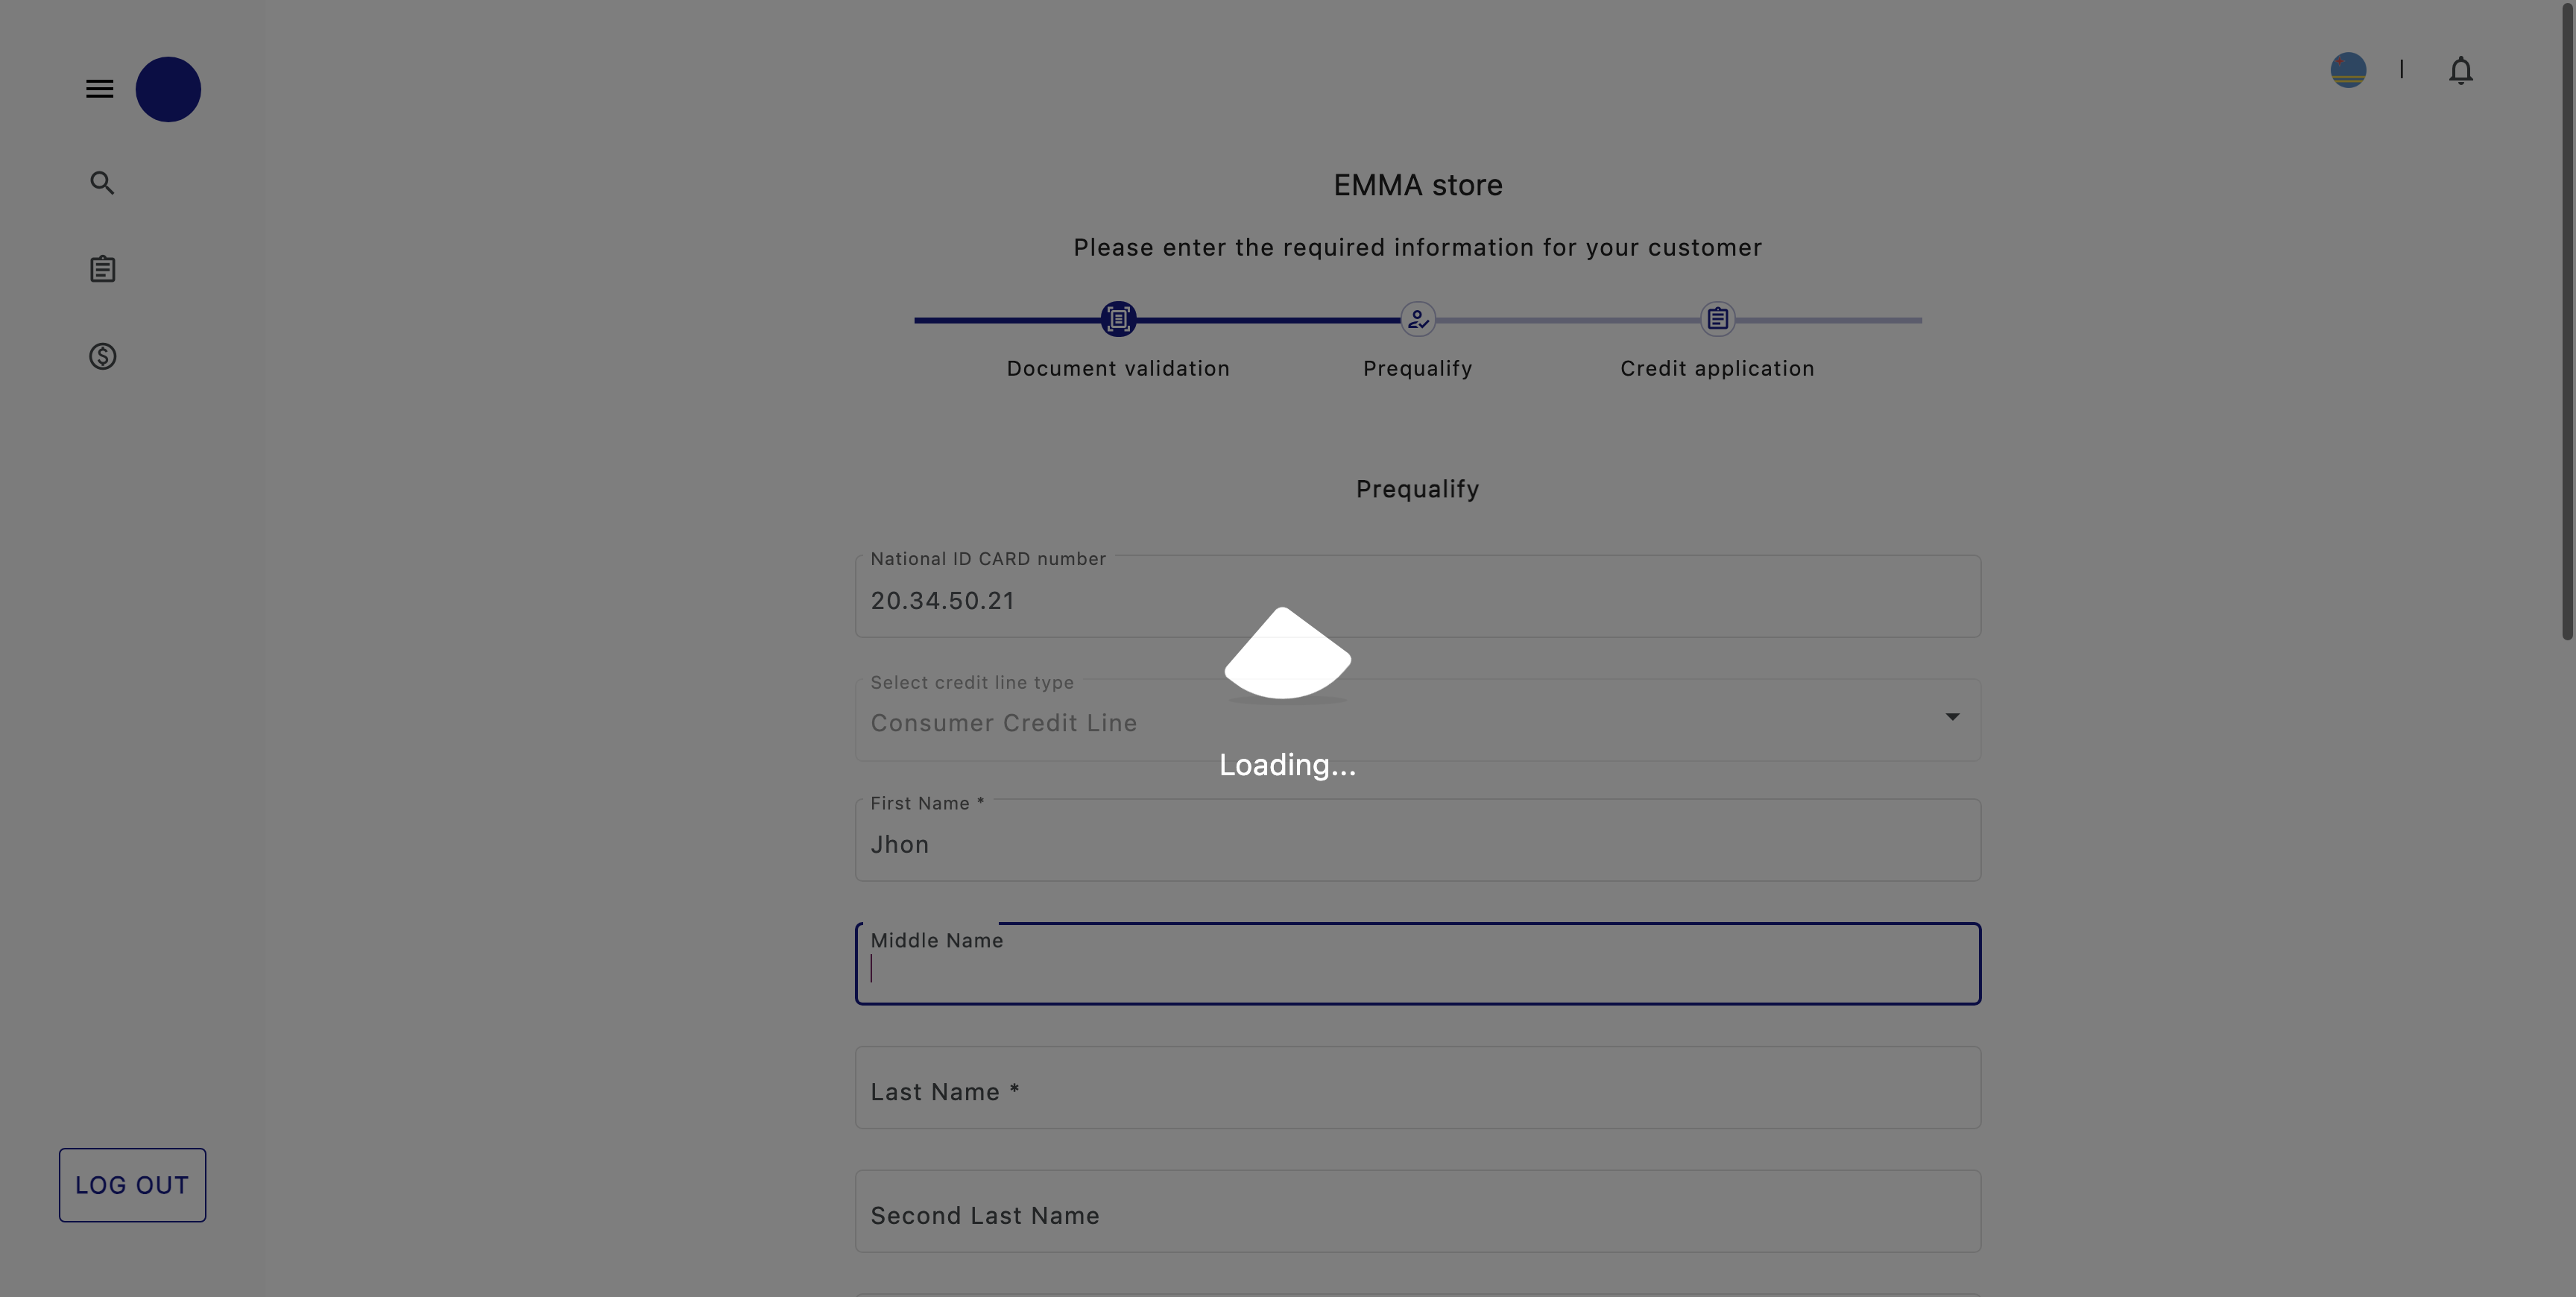 EMMA store
Please enter the required information for your customer
Document validation
Prequalify
Credit application
Prequalify
National ID CARD number
20.34.50.21
Select credit line type
Consumer Credit Line
Loading...
First Name *
Jhon
Middle Name
Last Name *
Second Last Name
LOG OUT